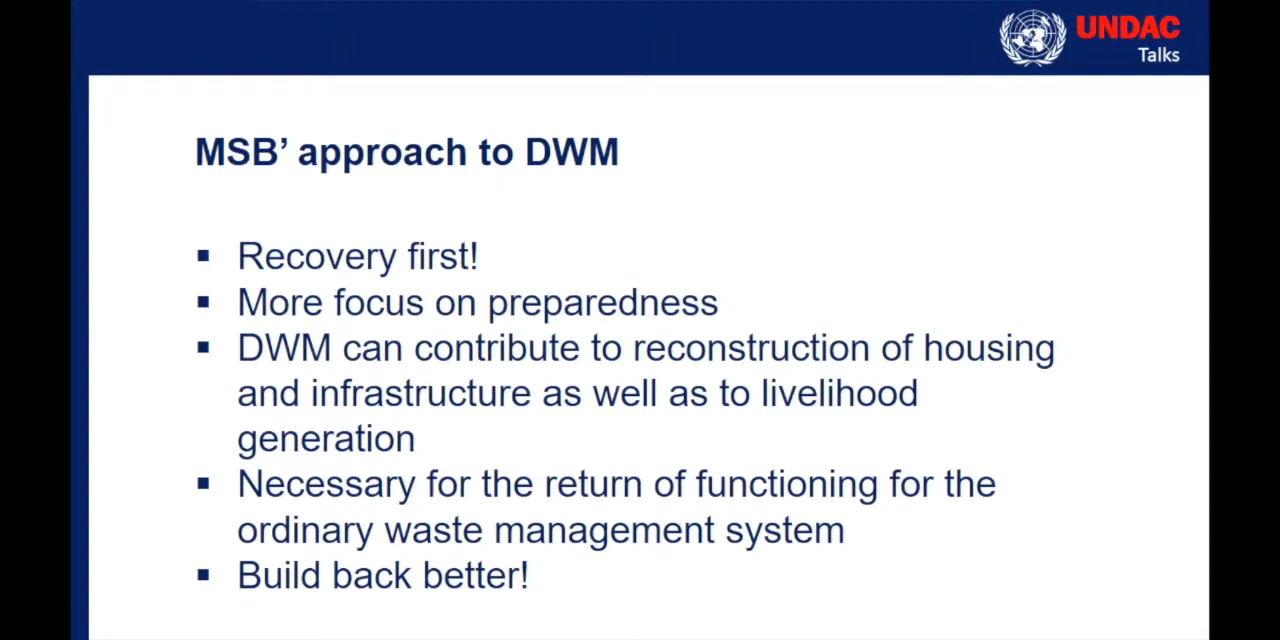 UNDAC
Talks
MSB’ approach to DWM
▪ Recovery first!
▪ More focus on preparedness
▪ DWM can contribute to reconstruction of housing
and infrastructure as well as to livelihood
generation
▪ Necessary for the return of functioning for the
ordinary waste management system
▪ Build back better!